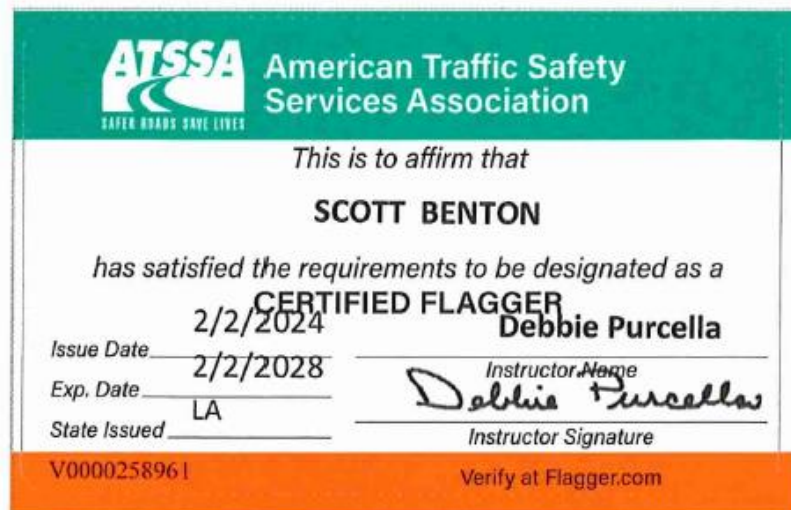 ATSSA
SAFER ROADS SAVE LIVES
American Traffic Safety
Services Association
This is to affirm that
SCOTT BENTON
has satisfied the requirements to be designated as a
CERTIFIED FLAGGER
Issue Date 2/2/2024
Debbie Purcella
Instructor Name
Exp. Date 2/2/2028
Debbie Purcella
State Issued LA
Instructor Signature
V0000258961
Verify at Flagger.com